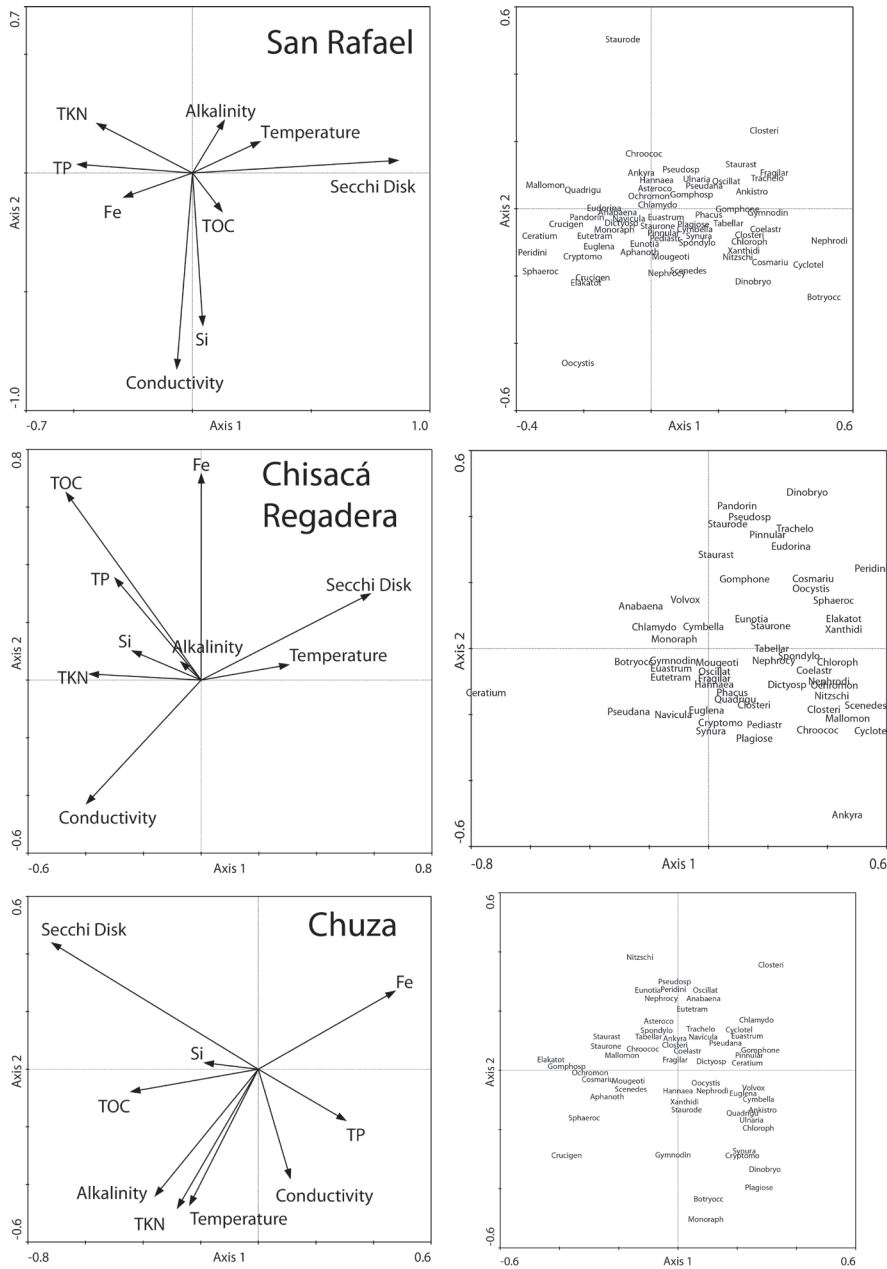 0.7
San Rafael
TKN
Alkalinity
Temperature
TP
Secchi Disk
Fe
TOC
Axis 2
Si
Conductivity
-1.0
-0.7
Axis 1
1.0
0.6
Staurode
Closteri
Chroococ
Staurast
Ankyra
Pseudosp
Fragilar
Hannaea
Ulnaria
Oscillat
Trachelo
Mallomon
Quadrigu
Asteroco
Pseudana
Ankistro
Ochromon
Gomphosp
Chlamydo
Eudorina
Anabaena
Gomphone
Gymnodin
Pandorin
Navicula
Euastrum
Phacus
Crucigen
Dictyosp
Staurone
Plagiose
Tabellar
Monoraph
Cymbella
Coelastr
Ceratium
Eutetram
Pinnular
Pediastr
Synura
Closteri
Nephrodi
Euglena
Eunotia
Spondylo
Chloroph
Peridini
Cryptomo
Aphanoth
Mougeoti
Xanthidi
Nitzschi
Cosmariu
Cyclotel
Sphaeroc
Crucigen
Nephrocy
Scenedes
Elakatot
Dinobryo
Botryocc
Oocystis
Axis 2
-0.6
-0.4
Axis 1
0.6
0.8
Chisacá
Regadera
Fe
TOC
TP
Secchi Disk
Si
Alkalinity
Temperature
TKN
Axis 2
Conductivity
-0.6
-0.6
Axis 1
0.8
0.6
Dinobryo
Pandorin
Pseudosp
Staurode
Trachelo
Pinnular
Eudorina
Staurast
Peridin
Gomphone
Cosmariu
Oocystis
Volvox
Sphaeroc
Anabaena
Eunotia
Elakatot
Chlamydo
Cymbella
Staurone
Xanthidi
Monoraph
Tabellar
Spondylo
Botryocc
Gymnodin
Mougeoti
Nephrocy
Chloroph
Euastrum
Oscillat
Coelastr
Eutetram
Fragilar
Hannaea
Dictyosp
Nephrodi
Ochromon
Ceratium
Phacus
Quadrigu
Nitzschi
Closteri
Scenedes
Pseudana
Navicula
Euglena
Closteri
Mallomon
Cryptomo
Pediastr
Synura
Chroococ
Cyclote
Plagiose
Ankyra
Axis 2
-0.6
-0.8
Axis 1
0.6
0.6
Chuza
Secchi Disk
Fe
Si
TOC
TP
Alkalinity
Conductivity
TKN
Temperature
Axis 2
-0.6
-0.8
Axis 1
0.6
0.6
Nitzschi
Closteri
Pseudosp
Eunotia
Peridini
Oscillat
Nephrocy
Anabaena
Eutetram
Asteroco
Chlamydo
Spondylo
Trachelo
Cyclotel
Staurast
Tabellar
Ankyra
Navicula
Euastrum
Staurone
Chroococ
Closteri
Pseudana
Mallomon
Coelastr
Gomphone
Pinnular
Elakatot
Fragilar
Dictyosp
Ceratium
Gomphosp
Ochromon
Cosmariu
Mougeoti
Oocystis
Scenedes
Hannaea
Nephrodi
Volvox
Aphanoth
Euglena
Xanthidi
Cymbella
Staurode
Quadrigu
Ankistro
Sphaeroc
Ulnaria
Chloroph
Crucigen
Gymnodin
Synura
Cryptomo
Dinobryo
Plagiose
Botryocc
Monoraph
Axis 2
-0.6
-0.6
Axis 1
0.6